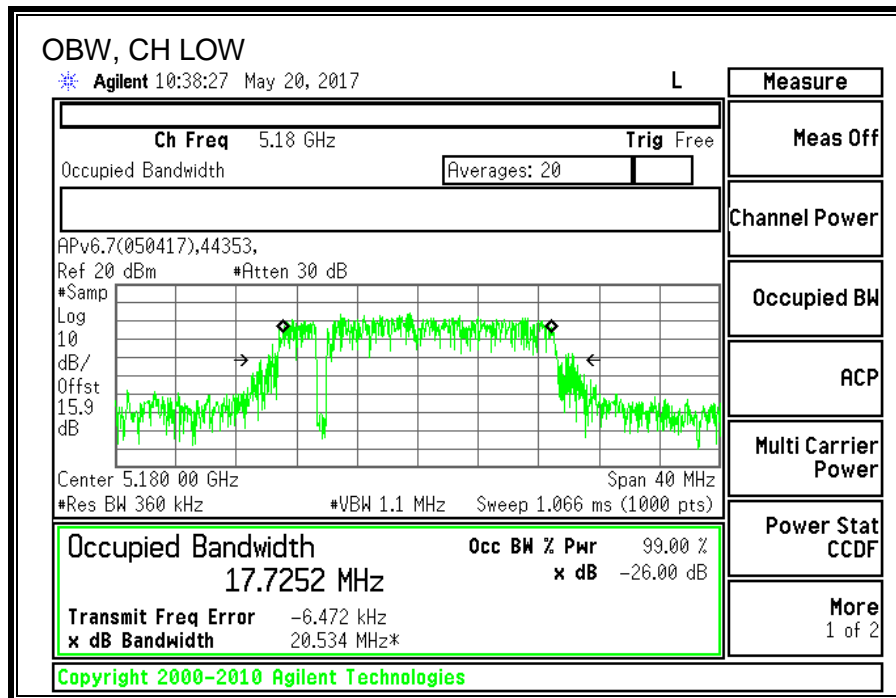 OBW, CH LOW
Agilent 10:38:27 May 20, 2017 L
Measure
Ch Freq 5.18 GHz Trig Free
Meas Off
Occupied Bandwidth Averages: 20
Channel Power
APv6.7(050417),44353,
Ref 20 dBm #Atten 30 dB
#Samp
Log
10
dB/
Offst
15.9
dB
Occupied BW
ACP
Multi Carrier
Power
Center 5.180 00 GHz Span 40 MHz
#Res BW 360 kHz #VBW 1.1 MHz Sweep 1.066 ms (1000 pts)
Power Stat
CCDF
Occupied Bandwidth Occ BW % Pwr 99.00 %
17.7252 MHz x dB -26.00 dB
Transmit Freq Error -6.472 kHz
x dB Bandwidth 20.534 MHz*
More
1 of 2
Copyright 2000-2010 Agilent Technologies